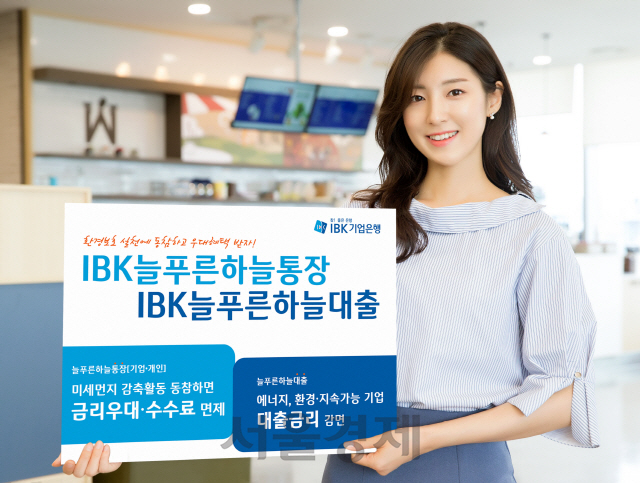 참! 좋은 은행
IBK기업은행
환경보호 실천에 동참하고 우대혜택 받자!
IBK늘푸른하늘통장
IBK늘푸른하늘대출
늘푸른하늘통장[기업·개인]
미세먼지 감축활동 동참하면
금리우대·수수료 면제
늘푸른하늘대출
에너지, 환경·지속가능 기업
대출금리 감면
서울경제